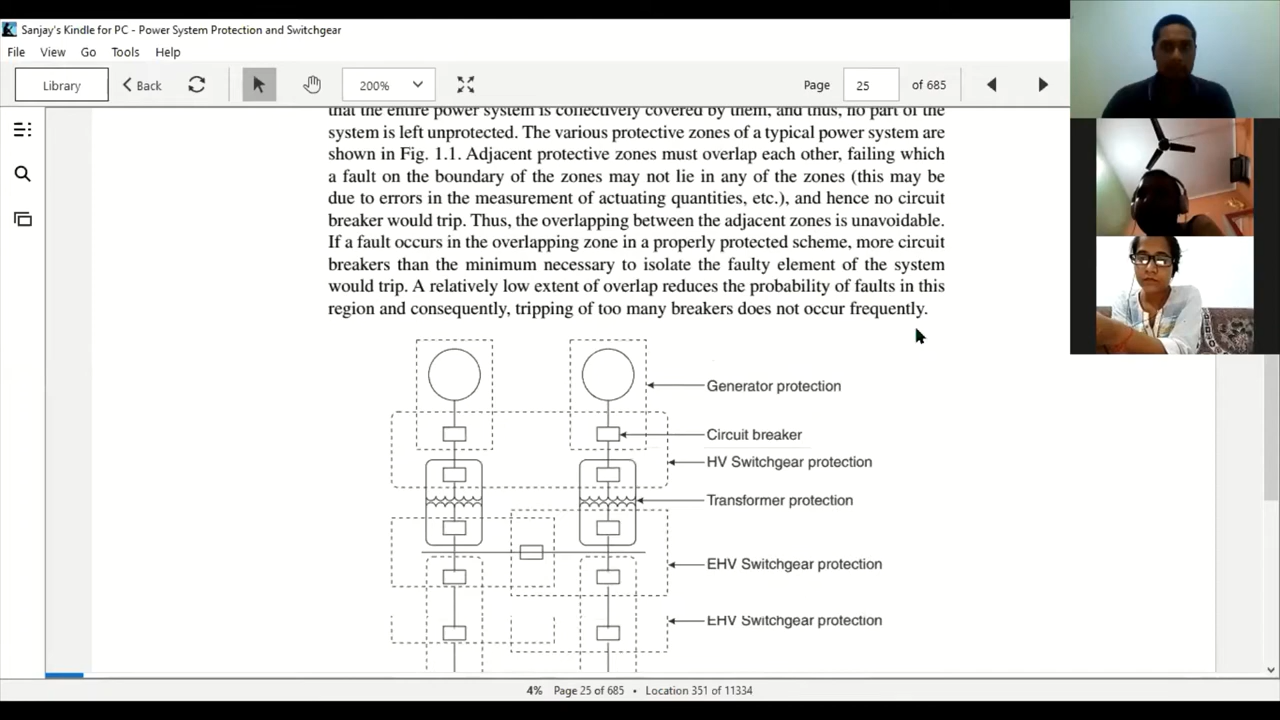 Sanjay's Kindle for PC - Power System Protection and Switchgear
File View Go Tools Help
Library Back 200% Page 25 of 685
that the entire power system is collectively covered by them, and thus, no part of the
system is left unprotected. The various protective zones of a typical power system are
shown in Fig. 1.1. Adjacent protective zones must overlap each other, failing which
a fault on the boundary of the zones may not lie in any of the zones (this may be
due to errors in the measurement of actuating quantities, etc.), and hence no circuit
breaker would trip. Thus, the overlapping between the adjacent zones is unavoidable.
If a fault occurs in the overlapping zone in a properly protected scheme, more circuit
breakers than the minimum necessary to isolate the faulty element of the system
would trip. A relatively low extent of overlap reduces the probability of faults in this
region and consequently, tripping of too many breakers does not occur frequently.
Generator protection
Circuit breaker
HV Switchgear protection
Transformer protection
EHV Switchgear protection
EHV Switchgear protection
4% Page 25 of 685 • Location 351 of 11334